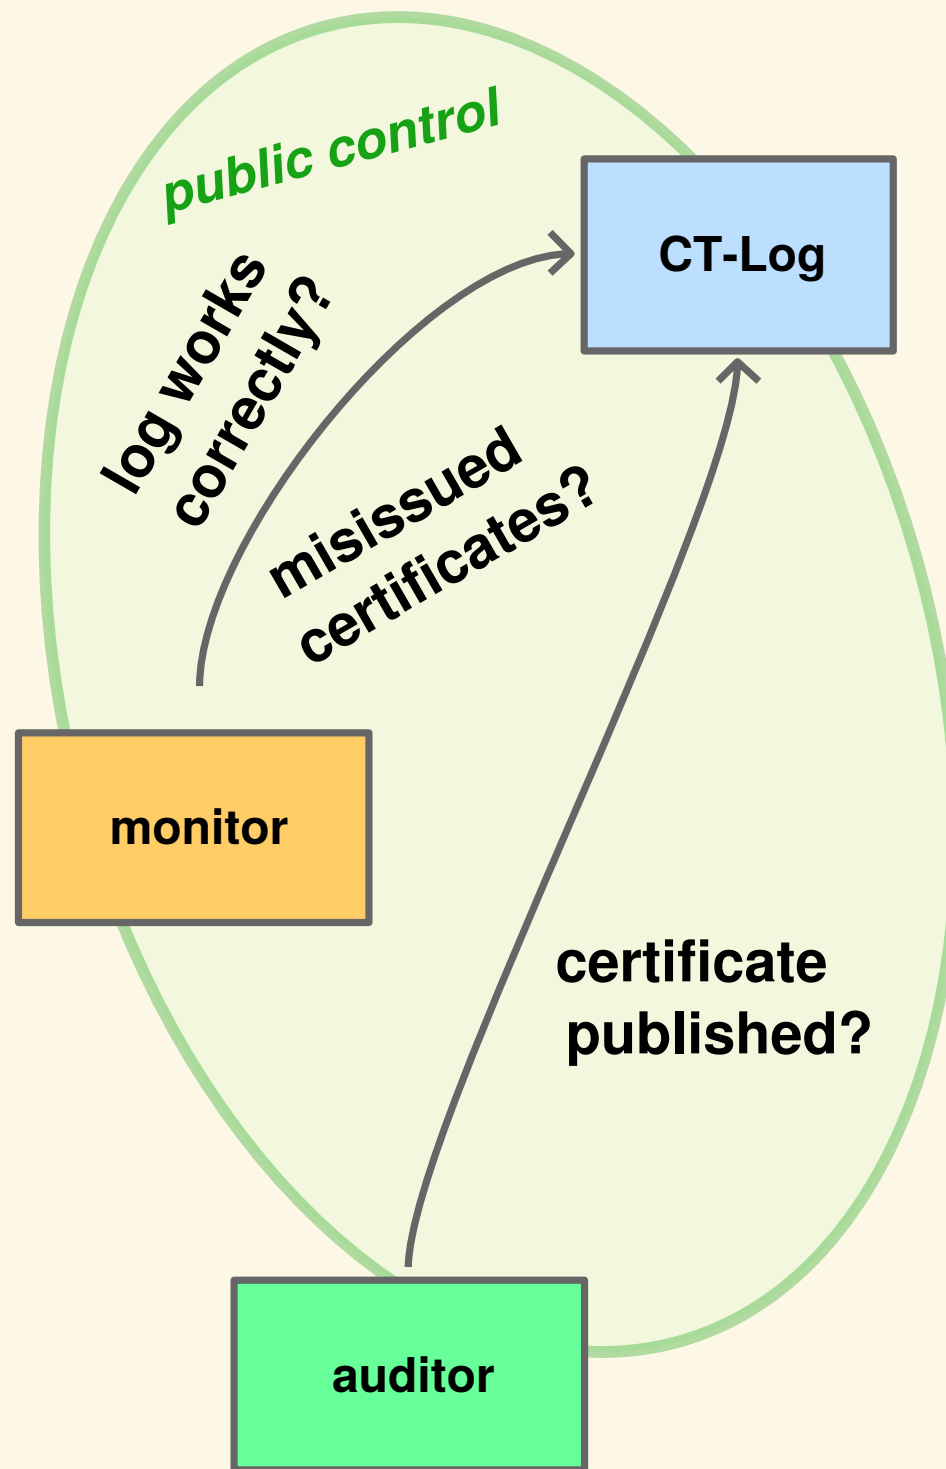 public control
CT-Log
log works
correctly?
misissued
certificates?
monitor
certificate
published?
auditor